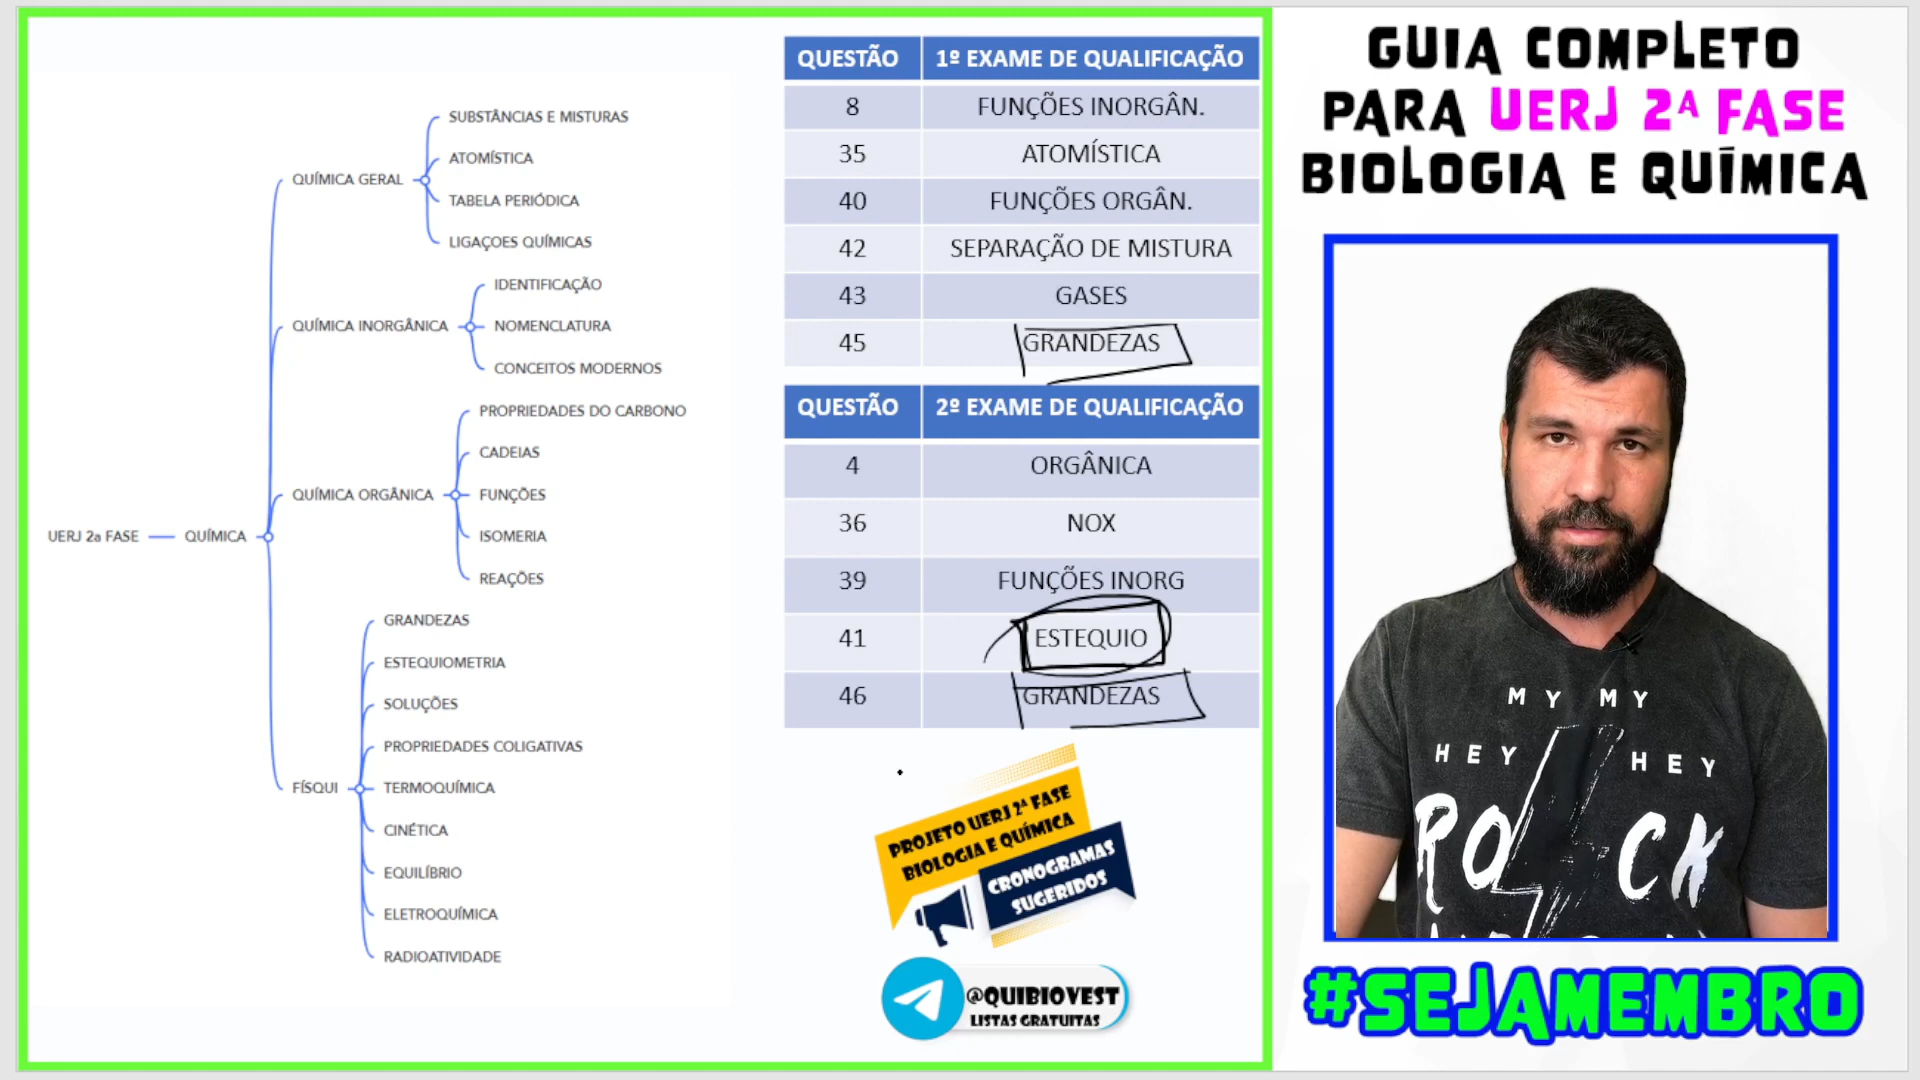 UERJ 2a FASE
QUÍMICA
QUÍMICA GERAL
SUBSTÂNCIAS E MISTURAS
ATOMÍSTICA
TABELA PERIÓDICA
LIGAÇOES QUÍMICAS
QUÍMICA INORGÂNICA
IDENTIFICAÇÃO
NOMENCLATURA
CONCEITOS MODERNOS
QUÍMICA ORGÂNICA
PROPRIEDADES DO CARBONO
CADEIAS
FUNÇÕES
ISOMERIA
REAÇÕES
FÍSQUI
GRANDEZAS
ESTEQUIOMETRIA
SOLUÇÕES
PROPRIEDADES COLIGATIVAS
TERMOQUÍMICA
CINÉTICA
EQUILÍBRIO
ELETROQUÍMICA
RADIOATIVIDADE
QUESTÃO 1º EXAME DE QUALIFICAÇÃO
8 FUNÇÕES INORGÂN.
35 ATOMÍSTICA
40 FUNÇÕES ORGÂN.
42 SEPARAÇÃO DE MISTURA
43 GASES
45 GRANDEZAS
QUESTÃO 2º EXAME DE QUALIFICAÇÃO
4 ORGÂNICA
36 NOX
39 FUNÇÕES INORG
41 ESTEQUIO
46 GRANDEZAS
PROJETO UERJ 2ª FASE
BIOLOGIA E QUÍMICA
CRONOGRAMAS
SUGERIDOS
@QUIBIOVEST
LISTAS GRATUITAS
GUIA COMPLETO
PARA UERJ 2ª FASE
BIOLOGIA E QUÍMICA
MY MY
HEY HEY
ROCK
#SEJAMEMBRO